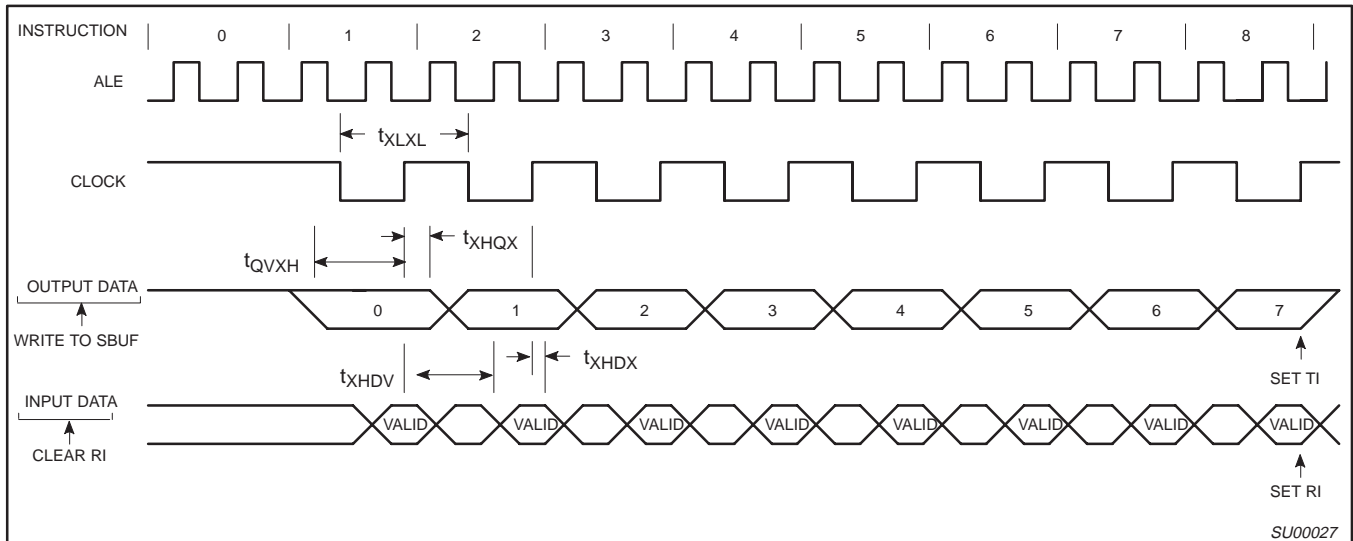 INSTRUCTION 0 1 2 3 4 5 6 7 8
ALE
tXLXL
CLOCK
tXHQX
tQVXH
OUTPUT DATA
0 1 2 3 4 5 6 7
WRITE TO SBUF
tXHDX
tXHDV
SET TI
INPUT DATA
VALID VALID VALID VALID VALID VALID VALID VALID
CLEAR RI
SET RI
SU00027